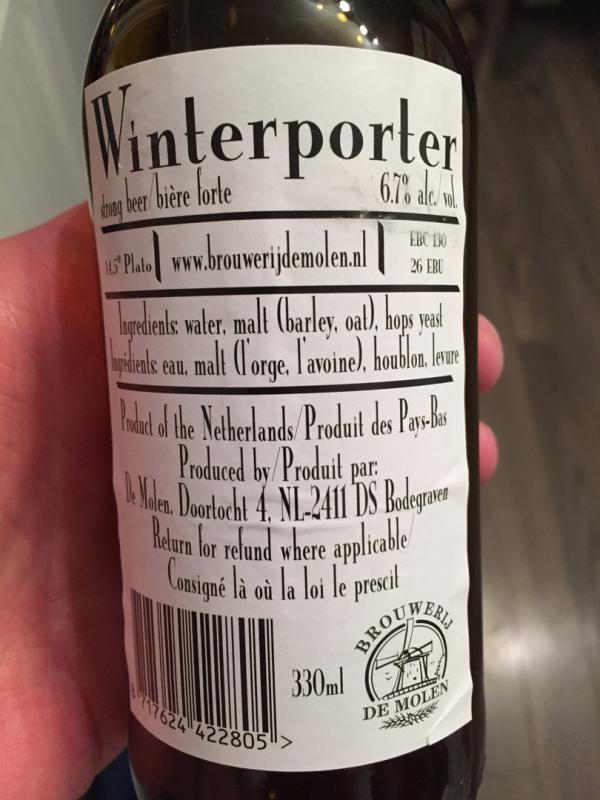 Winterporter
strong beer/bière forte 6.7% alc./vol.
14.5° Plato www.brouwerijdemolen.nl EBC 130
26 EBU
Ingredients: water, malt (barley, oat), hops yeast
Ingrédients: eau, malt (l'orge, l'avoine), houblon, levure
Product of the Netherlands/Produit des Pays-Bas
Produced by/Produit par:
De Molen, Doortocht 4, NL-2411 DS Bodegraven
Return for refund where applicable/
Consigné là où la loi le prescit
330ml
BROUWERIJ
DE MOLEN
8 717624 422805 >